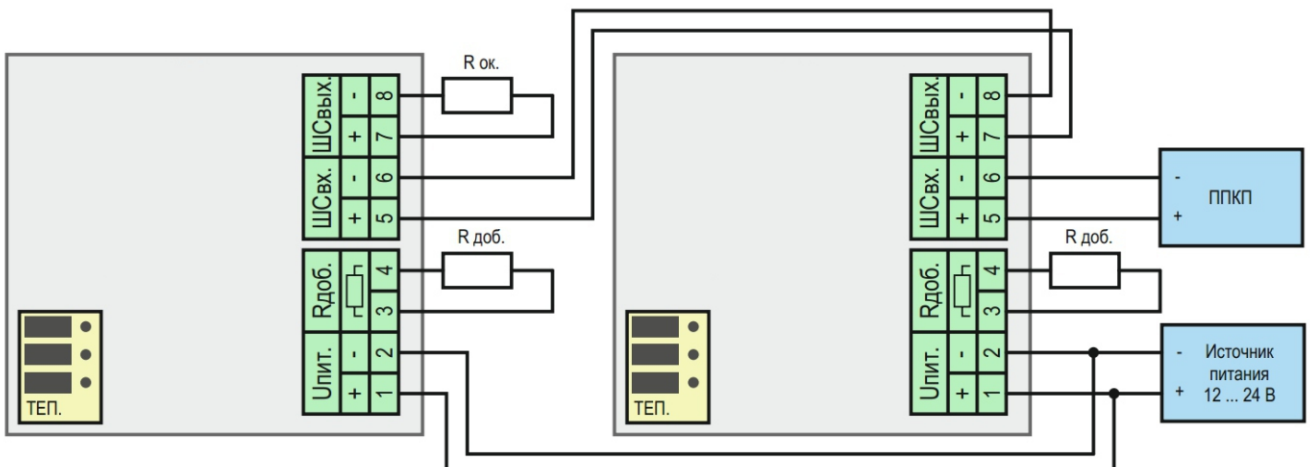 R ок.
ШСвых.
- 8
+ 7
ШСвх.
- 6
+ 5
R доб.
Rдоб.
4
3
Uпит.
- 2
+ 1
ТЕП.
ШСвых.
- 8
+ 7
ШСвх.
- 6
+ 5
R доб.
Rдоб.
4
3
Uпит.
- 2
+ 1
ТЕП.
-
ППКП
+
- Источник
питания
+ 12 ... 24 В